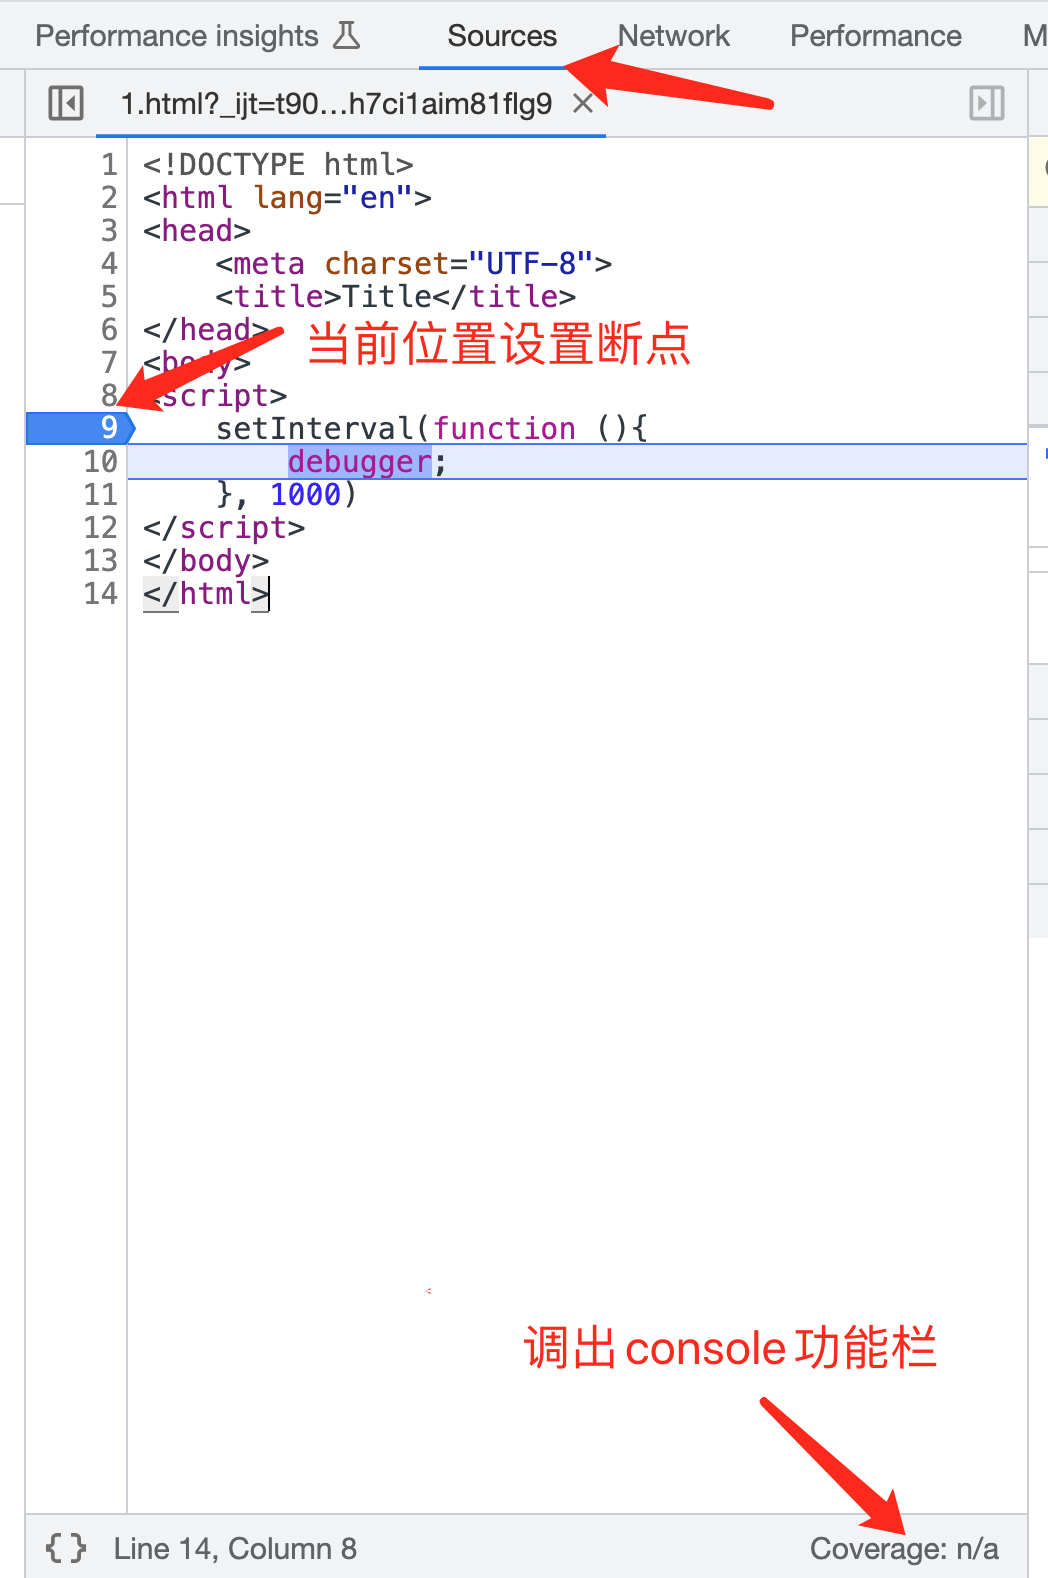 Performance insights Sources Network Performance M
1.html?_ijt=t90…h7ci1aim81flg9 ×
1 <!DOCTYPE html>
2 <html lang="en">
3 <head>
4     <meta charset="UTF-8">
5     <title>Title</title>
6 </head>
当前位置设置断点
7 <body>
8 <script>
9     setInterval(function (){
10         debugger;
11     }, 1000)
12 </script>
13 </body>
14 </html>
<
调出console功能栏
{} Line 14, Column 8 Coverage: n/a